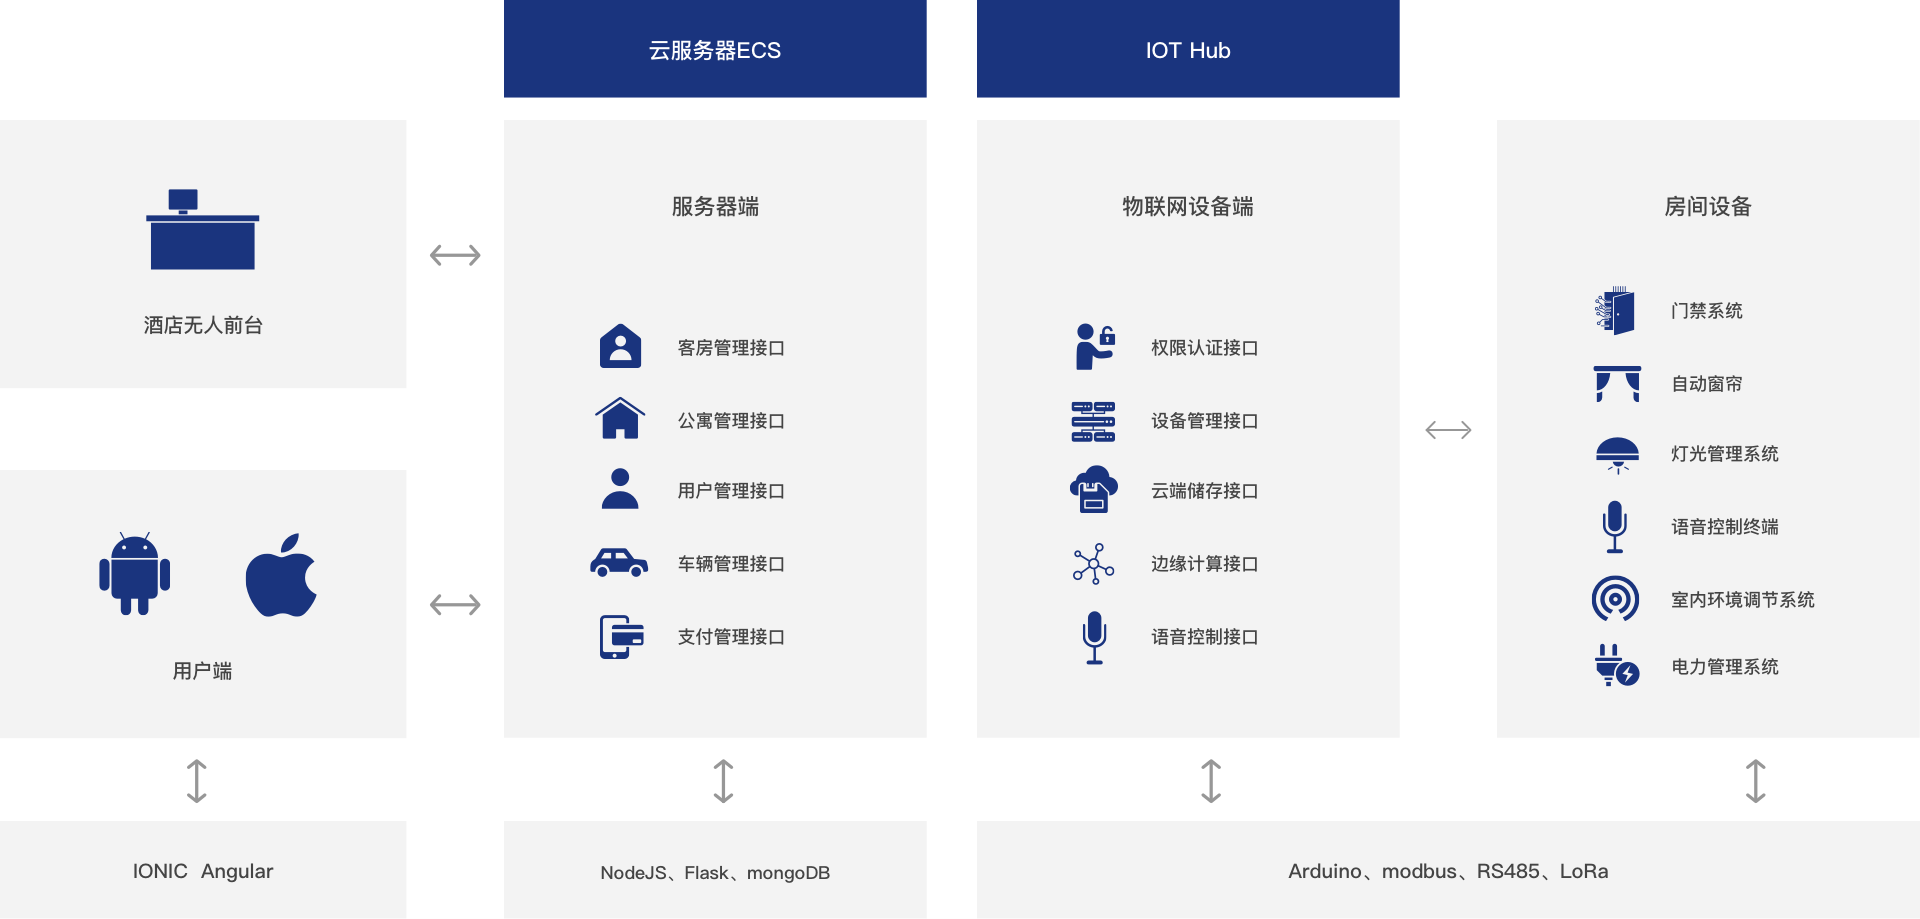 云服务器ECS
IOT Hub
酒店无人前台
用户端
服务器端
客房管理接口
公寓管理接口
用户管理接口
车辆管理接口
支付管理接口
物联网设备端
权限认证接口
设备管理接口
云端储存接口
边缘计算接口
语音控制接口
房间设备
门禁系统
自动窗帘
灯光管理系统
语音控制终端
室内环境调节系统
电力管理系统
IONIC Angular
NodeJS、Flask、mongoDB
Arduino、modbus、RS485、LoRa